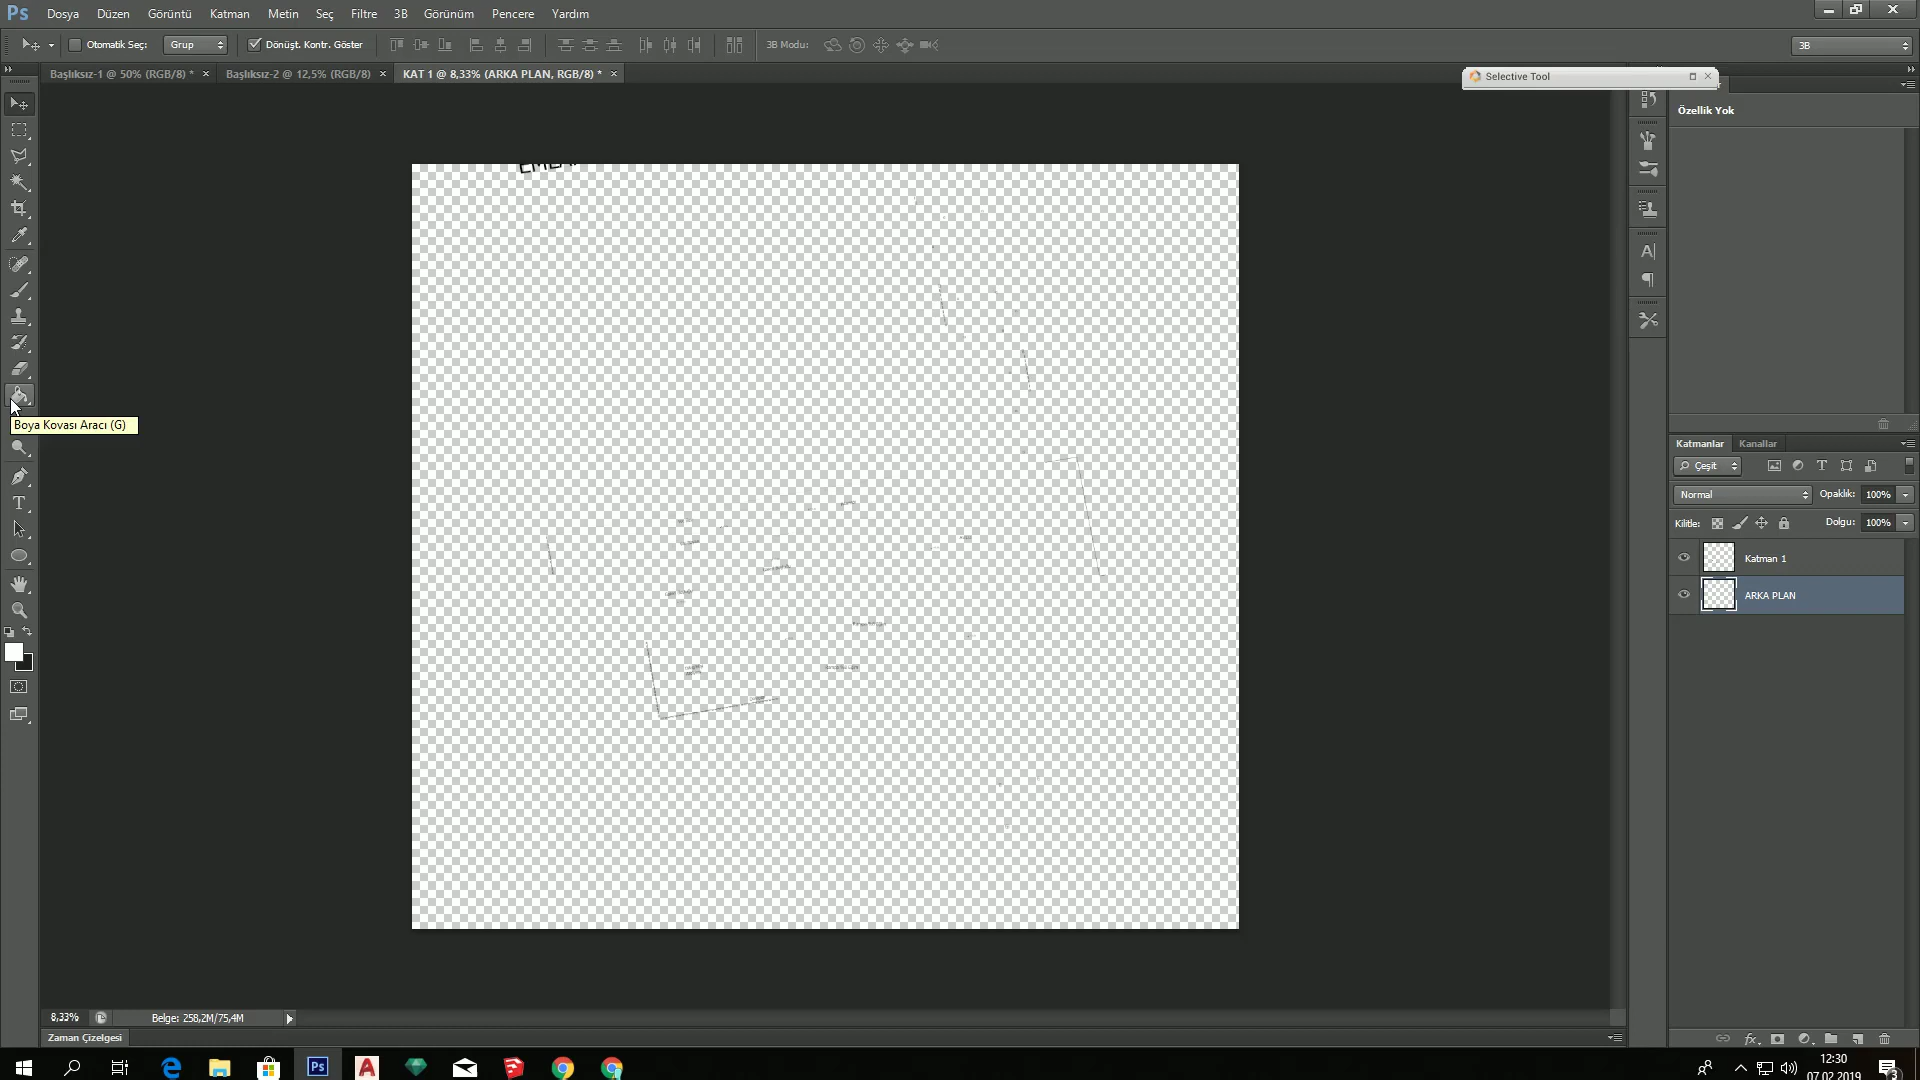 Ps Dosya Düzen Görüntü Katman Metin Seç Filtre 3B Görünüm Pencere Yardım
Otomatik Seç: Grup Dönüşt. Kontr. Göster 3B Modu: 3B
Başlıksız-1 @ 50% (RGB/8) * Başlıksız-2 @ 12,5% (RGB/8) KAT 1 @ 8,33% (ARKA PLAN, RGB/8) *
Selective Tool
Özellik Yok
Boya Kovası Aracı (G)
Katmanlar Kanallar
Çeşit
Normal Opaklık: 100%
Kilitle: Dolgu: 100%
Katman 1
ARKA PLAN
8,33% Belge: 258,2M/75,4M
Zaman Çizelgesi
Ps
12:30
07.02.2019
3